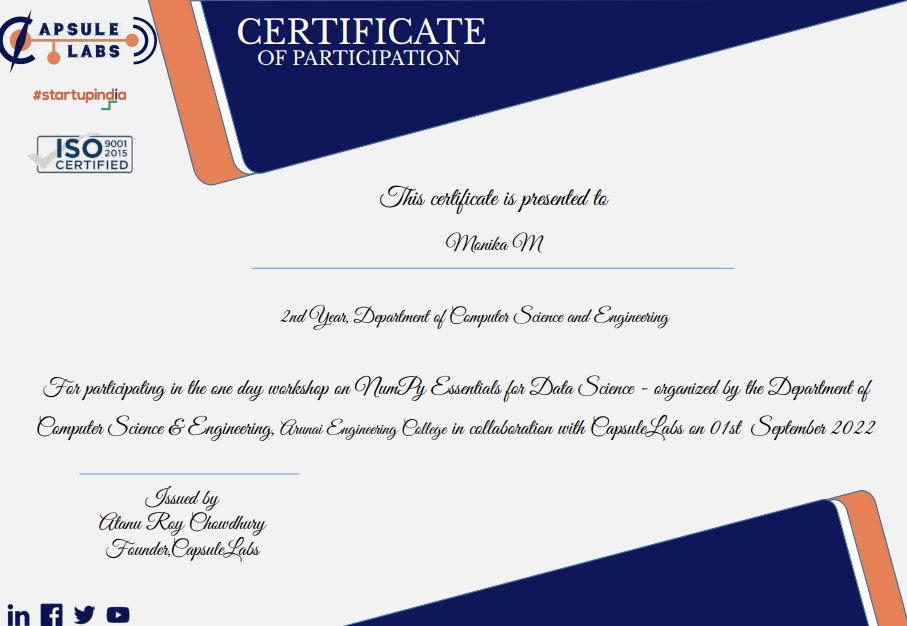 CAPSULE
LABS
#startupindia
ISO 9001
2015
CERTIFIED
CERTIFICATE
OF PARTICIPATION
This certificate is presented to
Monika M
2nd Year, Department of Computer Science and Engineering
For participating in the one day workshop on NumPy Essentials for Data Science - organized by the Department of
Computer Science & Engineering, Arunai Engineering College in collaboration with CapsuleLabs on 01st September 2022
Issued by
Atanu Roy Chowdhury
Founder,CapsuleLabs
in